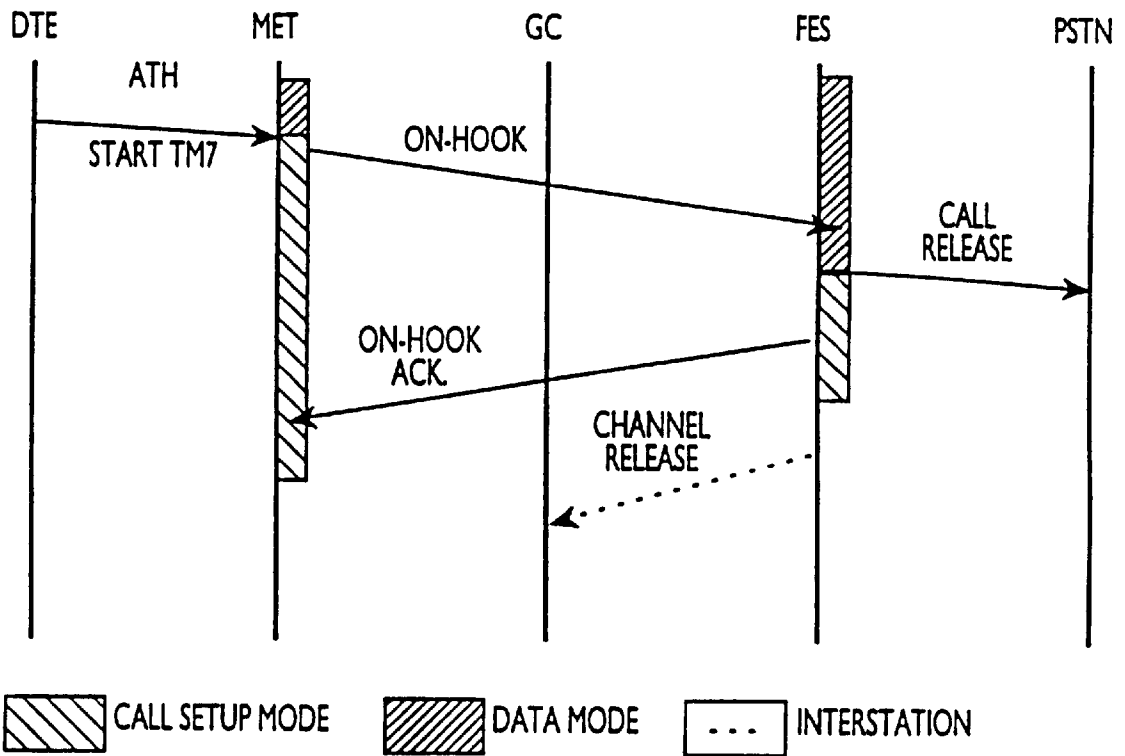 DTE MET GC FES PSTN
ATH
START TM7
ON-HOOK
CALL
RELEASE
ON-HOOK
ACK.
CHANNEL
RELEASE
CALL SETUP MODE DATA MODE INTERSTATION